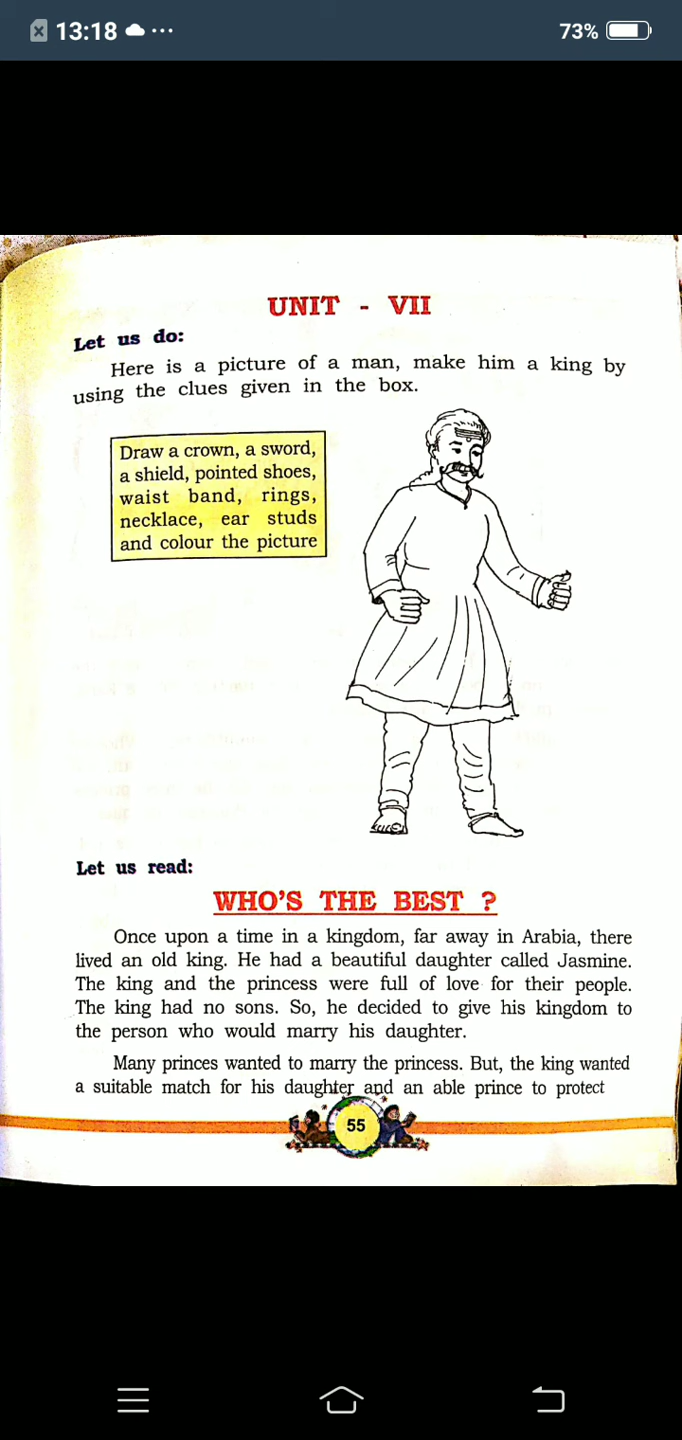 13:18
73%
UNIT - VII
Let us do:
Here is a picture of a man, make him a king by
using the clues given in the box.
Draw a crown, a sword,
a shield, pointed shoes,
waist band, rings,
necklace, ear studs
and colour the picture
Let us read:
WHO'S THE BEST ?
Once upon a time in a kingdom, far away in Arabia, there
lived an old king. He had a beautiful daughter called Jasmine.
The king and the princess were full of love for their people.
The king had no sons. So, he decided to give his kingdom to
the person who would marry his daughter.
Many princes wanted to marry the princess. But, the king wanted
a suitable match for his daughter and an able prince to protect
55